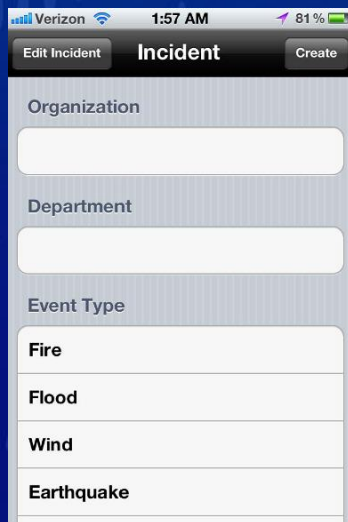 Verizon 1:57 AM 81%
Edit Incident Incident Create
Organization
Department
Event Type
Fire
Flood
Wind
Earthquake